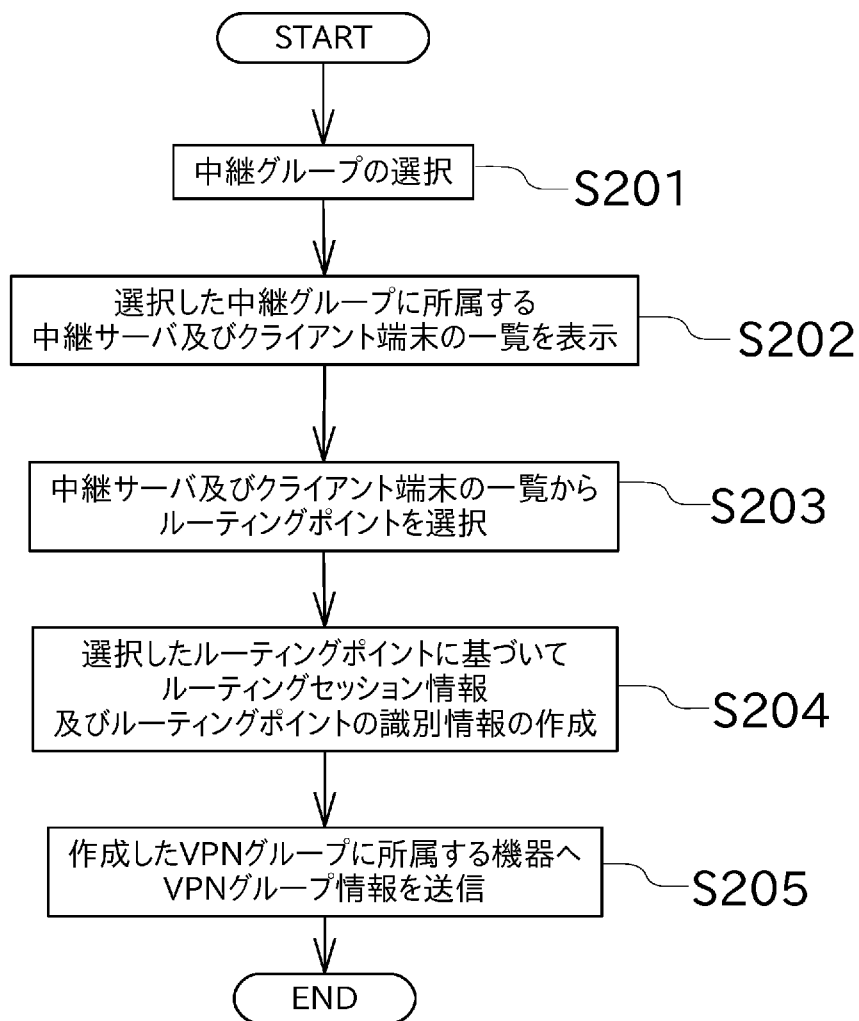 START
中継グループの選択
S201
選択した中継グループに所属する
中継サーバ及びクライアント端末の一覧を表示
S202
中継サーバ及びクライアント端末の一覧から
ルーティングポイントを選択
S203
選択したルーティングポイントに基づいて
ルーティングセッション情報
及びルーティングポイントの識別情報の作成
S204
作成したVPNグループに所属する機器へ
VPNグループ情報を送信
S205
END